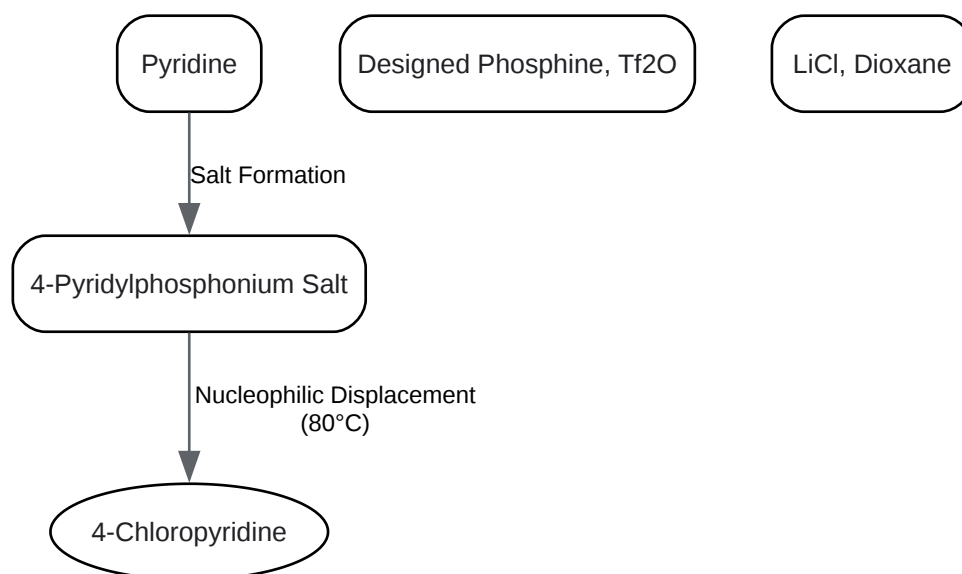 Pyridine
Designed Phosphine, Tf2O
LiCl, Dioxane
Salt Formation
4-Pyridylphosphonium Salt
Nucleophilic Displacement
(80°C)
4-Chloropyridine